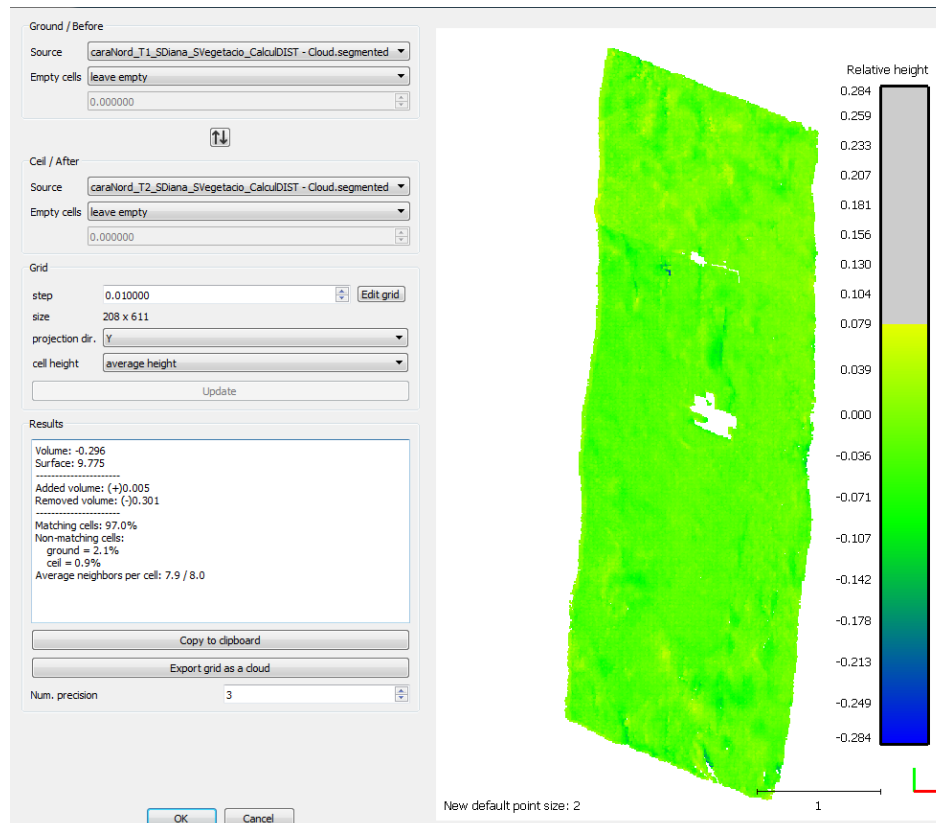 Ground / Before
Source caraNord_T1_SDiana_SVegetacio_CalculDIST - Cloud.segmented
Empty cells leave empty
0.000000
Ceil / After
Source caraNord_T2_SDiana_SVegetacio_CalculDIST - Cloud.segmented
Empty cells leave empty
0.000000
Grid
step 0.010000 Edit grid
size 208 x 611
projection dir. Y
cell height average height
Update
Results
Volume: -0.296
Surface: 9.775
----------------------
Added volume: (+)0.005
Removed volume: (-)0.301
----------------------
Matching cells: 97.0%
Non-matching cells:
ground = 2.1%
ceil = 0.9%
Average neighbors per cell: 7.9 / 8.0
Copy to clipboard
Export grid as a cloud
Num. precision 3
OK Cancel
Relative height
0.284
0.259
0.233
0.207
0.181
0.156
0.130
0.104
0.079
0.039
0.000
-0.036
-0.071
-0.107
-0.142
-0.178
-0.213
-0.249
-0.284
New default point size: 2
1